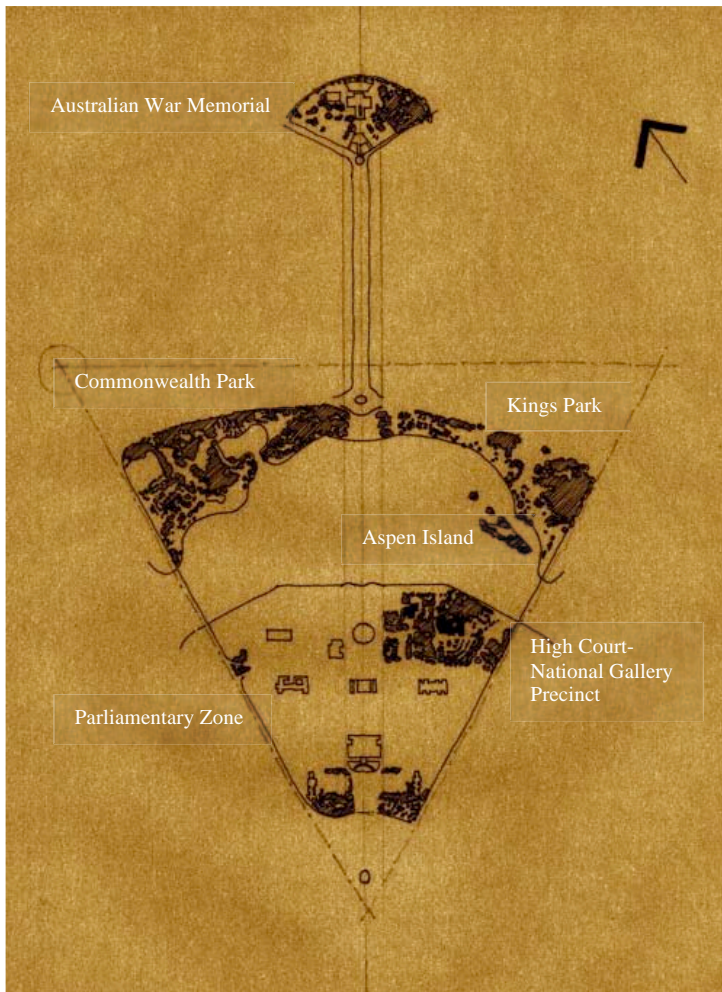 Australian War Memorial
Commonwealth Park
Kings Park
Aspen Island
High Court-
National Gallery
Precinct
Parliamentary Zone